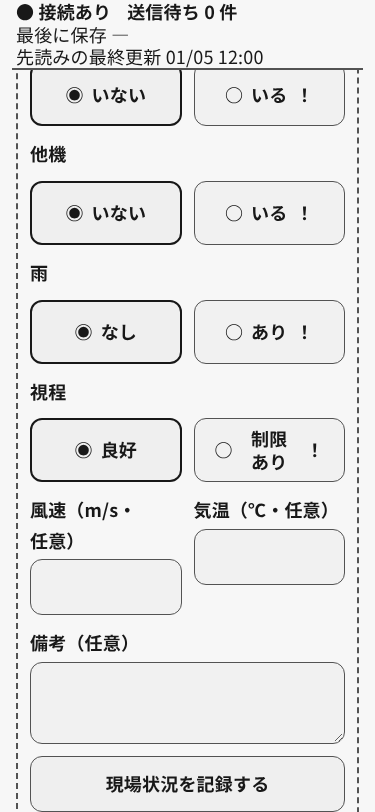 ● 接続あり　送信待ち 0 件
最後に保存 —
先読みの最終更新 01/05 12:00
◉ いない ○ いる ！
他機
◉ いない ○ いる ！
雨
◉ なし ○ あり ！
視程
◉ 良好 ○ 制限
あり ！
風速（m/s・
任意） 気温（℃・任意）
備考（任意）
現場状況を記録する